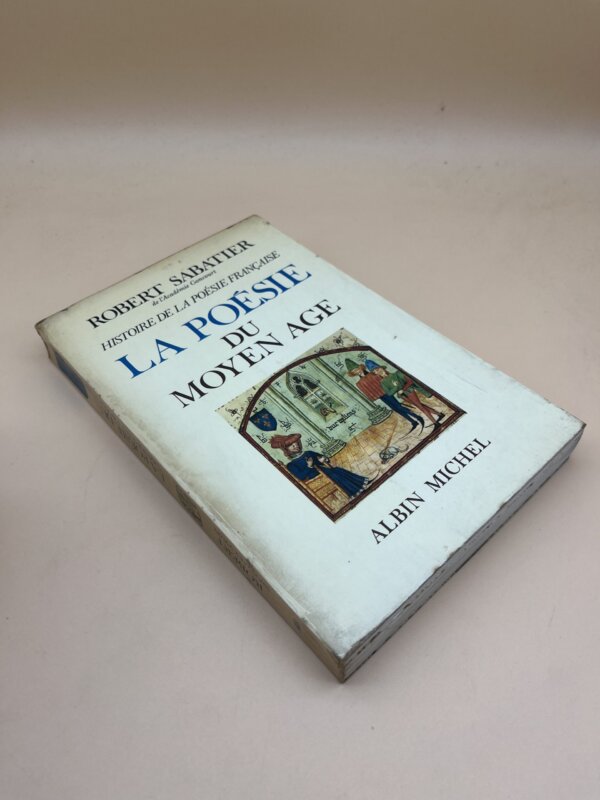 ROBERT SABATIER
de l'Académie Goncourt
HISTOIRE DE LA POÉSIE FRANÇAISE
LA POÉSIE
DU
MOYEN AGE
ALBIN MICHEL